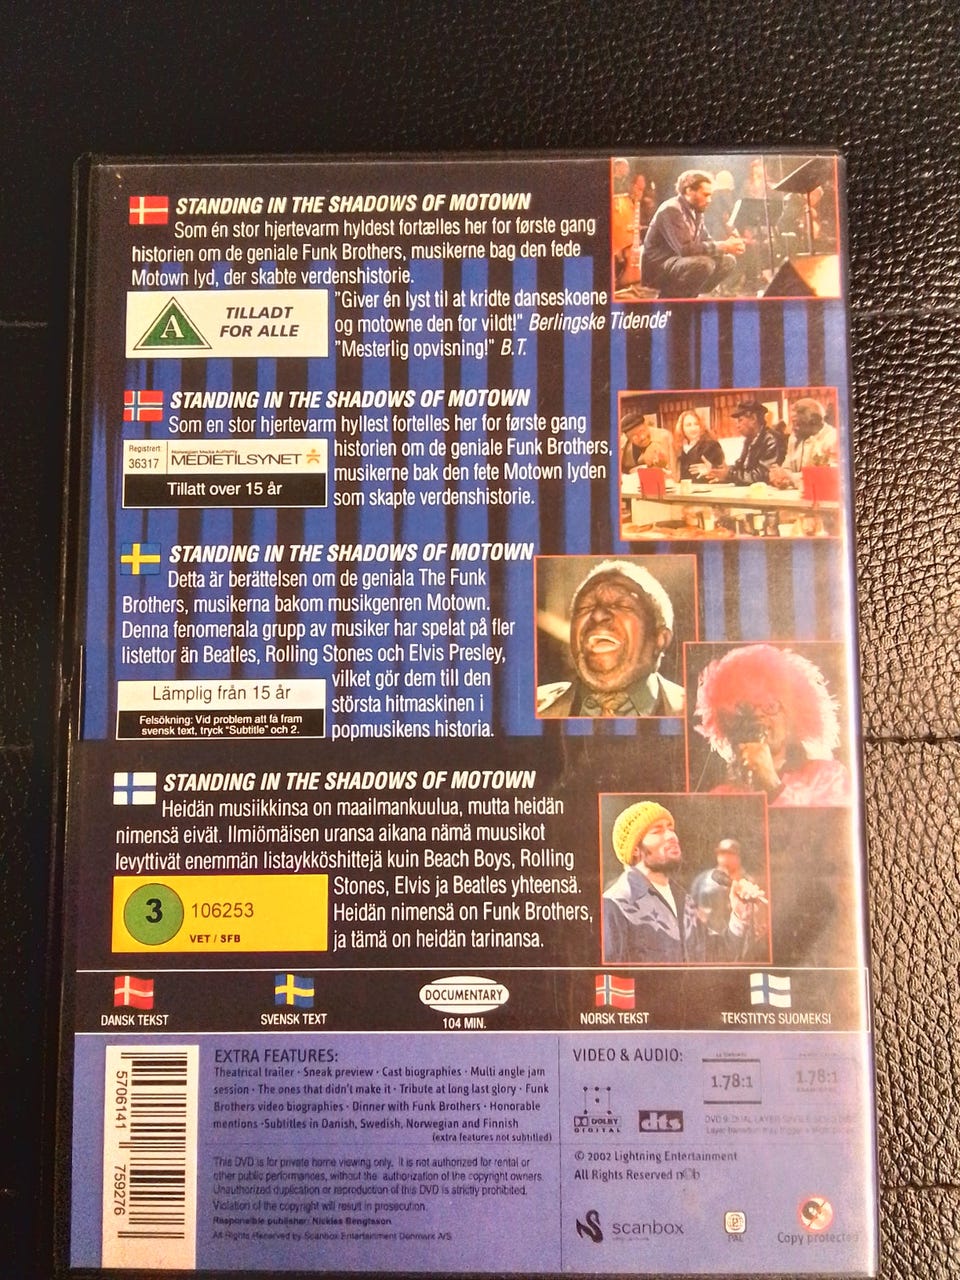 STANDING IN THE SHADOWS OF MOTOWN
Som én stor hjertevarm hyldest fortælles her for første gang
historien om de geniale Funk Brothers, musikerne bag den fede
Motown lyd, der skabte verdenshistorie.
A
TILLADT
FOR ALLE
"Giver én lyst til at kridte danseskoene
og motowne den for vildt!" Berlingske Tidende"
"Mesterlig opvisning!" B.T.
STANDING IN THE SHADOWS OF MOTOWN
Som en stor hjertevarm hyllest fortelles her for første gang
historien om de geniale Funk Brothers,
musikerne bak den fete Motown lyden
som skapte verdenshistorie.
Registrert:
36317
Norwegian Media Authority
MEDIETILSYNET
Tillatt over 15 år
STANDING IN THE SHADOWS OF MOTOWN
Detta är berättelsen om de geniala The Funk
Brothers, musikerna bakom musikgenren Motown.
Denna fenomenala grupp av musiker har spelat på fler
listettor än Beatles, Rolling Stones och Elvis Presley,
vilket gör dem till den
största hitmaskinen i
popmusikens historia.
Lämplig från 15 år
Felsökning: Vid problem att få fram
svensk text, tryck "Subtitle" och 2.
STANDING IN THE SHADOWS OF MOTOWN
Heidän musiikkinsa on maailmankuulua, mutta heidän
nimensä eivät. Ilmiömäisen uransa aikana nämä muusikot
levyttivät enemmän listaykköshittejä kuin Beach Boys, Rolling
Stones, Elvis ja Beatles yhteensä.
Heidän nimensä on Funk Brothers,
ja tämä on heidän tarinansa.
3
106253
VET / SFB
DANSK TEKST
SVENSK TEXT
DOCUMENTARY
104 MIN.
NORSK TEKST
TEKSTITYS SUOMEKSI
5706141 759276
EXTRA FEATURES:
Theatrical trailer · Sneak preview · Cast biographies · Multi angle jam
session · The ones that didn't make it · Tribute at long last glory · Funk
Brothers video biographies · Dinner with Funk Brothers · Honorable
mentions ·Subtitles in Danish, Swedish, Norwegian and Finnish
(extra features not subtitled)
This DVD is for private home viewing only. It is not authorized for rental or
other public performances, without the authorization of the copyright owners.
Unauthorized duplication or reproduction of this DVD is strictly prohibited.
Violation of the copyright will result in prosecution.
Responsible publisher: Nicklas Bengtsson
All Rights Reserved by Scanbox Entertainment Denmark A/S
VIDEO & AUDIO:
1.78:1
1.78:1
DOLBY
DIGITAL
dts
DVD 9: DUAL LAYER
Layer transition may trigger a
© 2002 Lightning Entertainment
All Rights Reserved
scanbox
PAL
Copy protected